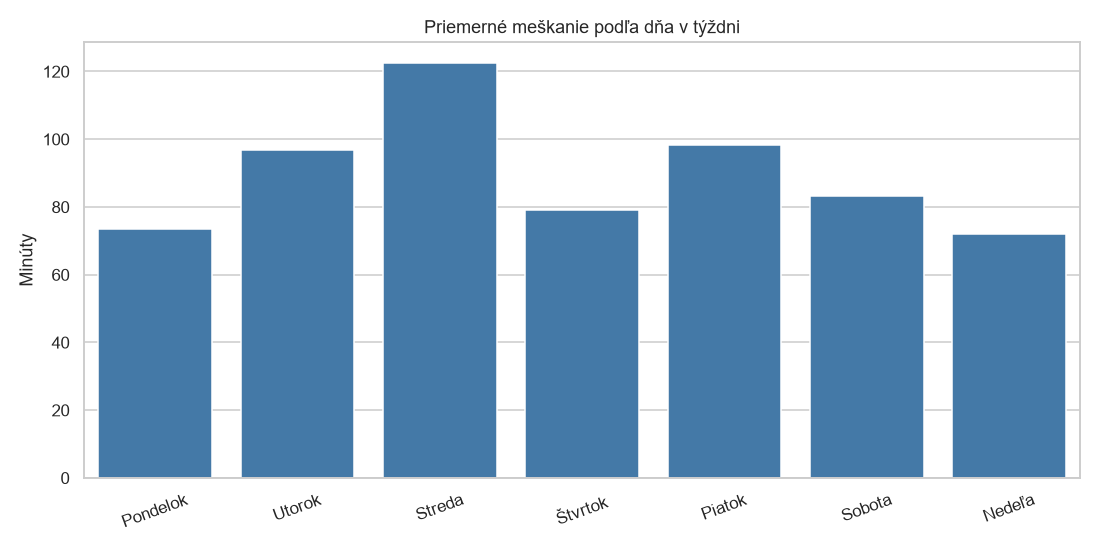 Priemerné meškanie podľa dňa v týždni
Minúty
120
100
80
60
40
20
0
Pondelok
Utorok
Streda
Štvrtok
Piatok
Sobota
Nedeľa